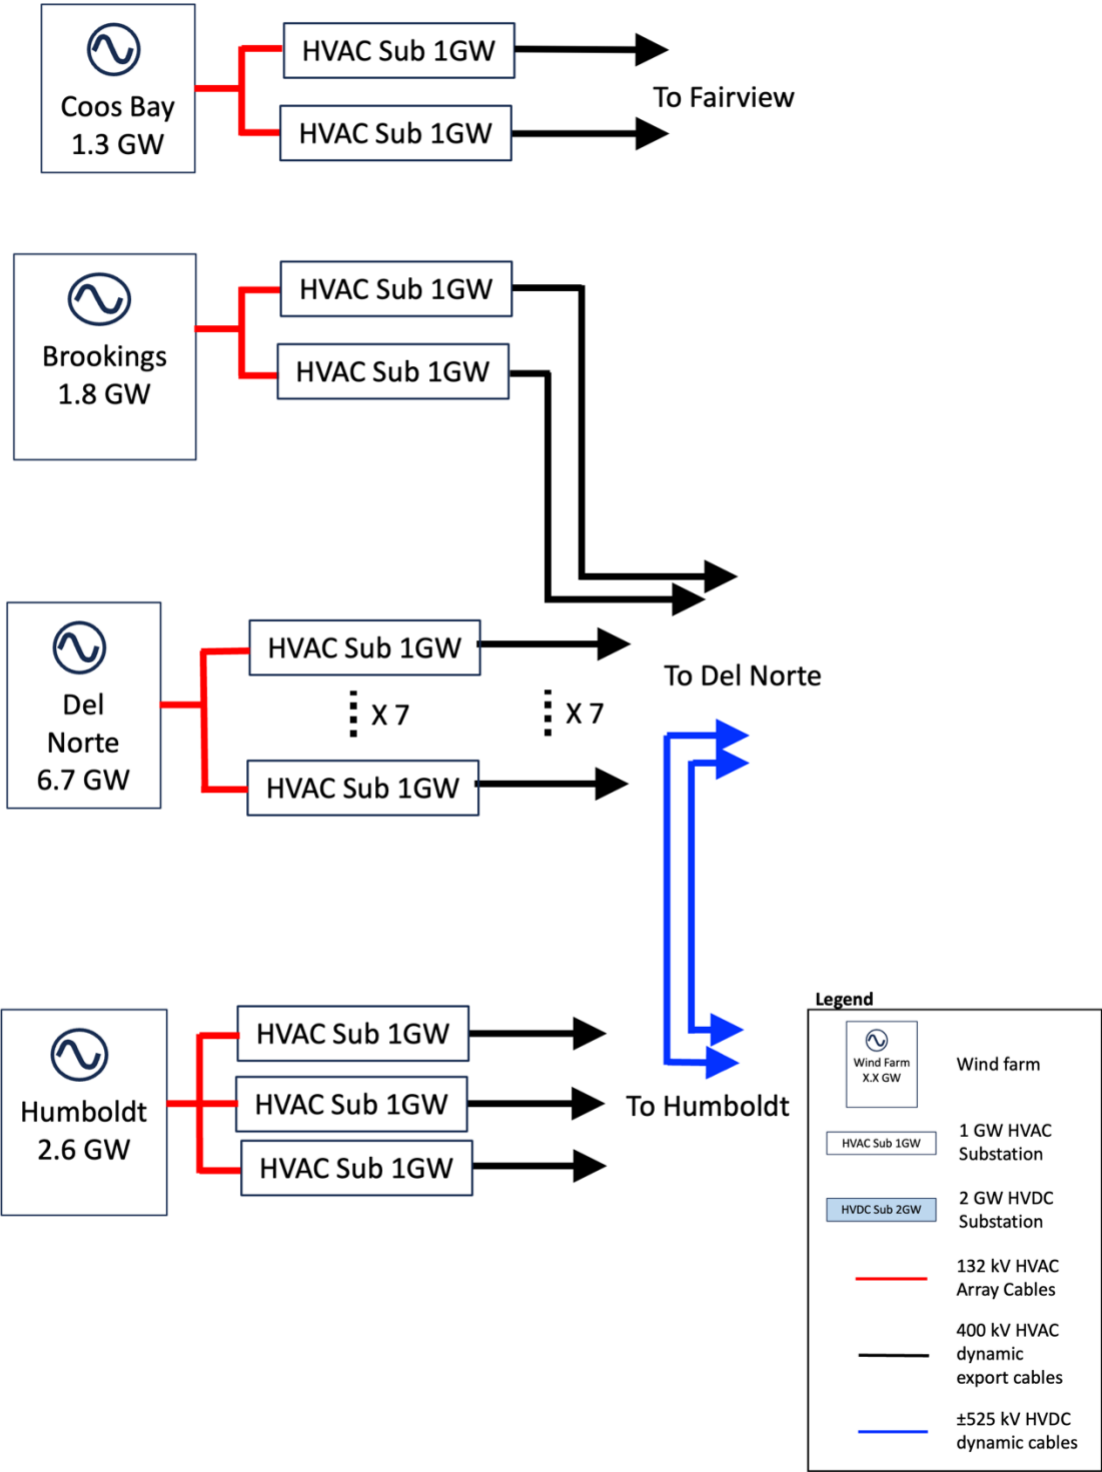 HVAC Sub 1GW
Coos Bay
1.3 GW
To Fairview
HVAC Sub 1GW
HVAC Sub 1GW
Brookings
1.8 GW
HVAC Sub 1GW
HVAC Sub 1GW
Del
Norte
6.7 GW
X 7
X 7
To Del Norte
HVAC Sub 1GW
HVAC Sub 1GW
Humboldt
2.6 GW
HVAC Sub 1GW
To Humboldt
HVAC Sub 1GW
Legend
Wind Farm
X.X GW
Wind farm
HVAC Sub 1GW
1 GW HVAC
Substation
HVDC Sub 2GW
2 GW HVDC
Substation
132 kV HVAC
Array Cables
400 kV HVAC
dynamic
export cables
±525 kV HVDC
dynamic cables